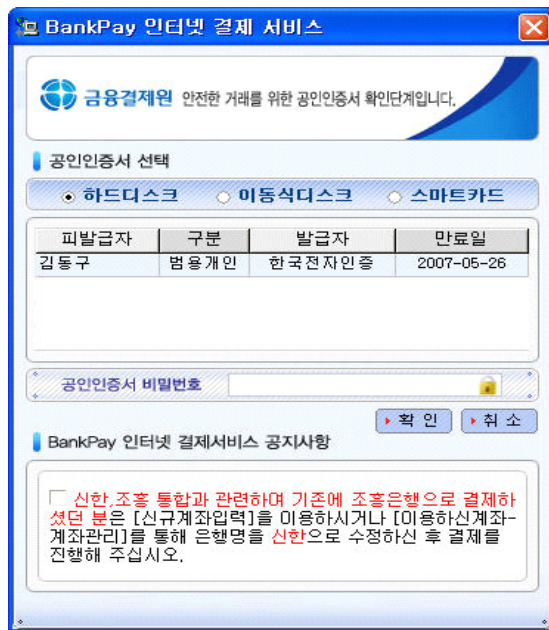 BankPay 인터넷 결제 서비스
금융결제원 안전한 거래를 위한 공인인증서 확인단계입니다.
공인인증서 선택
하드디스크 이동식디스크 스마트카드
피발급자 구분 발급자 만료일
김동구 범용개인 한국전자인증 2007-05-26
공인인증서 비밀번호
확 인 취 소
BankPay 인터넷 결제서비스 공지사항
신한,조흥 통합과 관련하여 기존에 조흥은행으로 결제하
셨던 분은 [신규계좌입력]을 이용하시거나 [이용하신계좌-
계좌관리]를 통해 은행명을 신한으로 수정하신 후 결제를
진행해 주십시오.